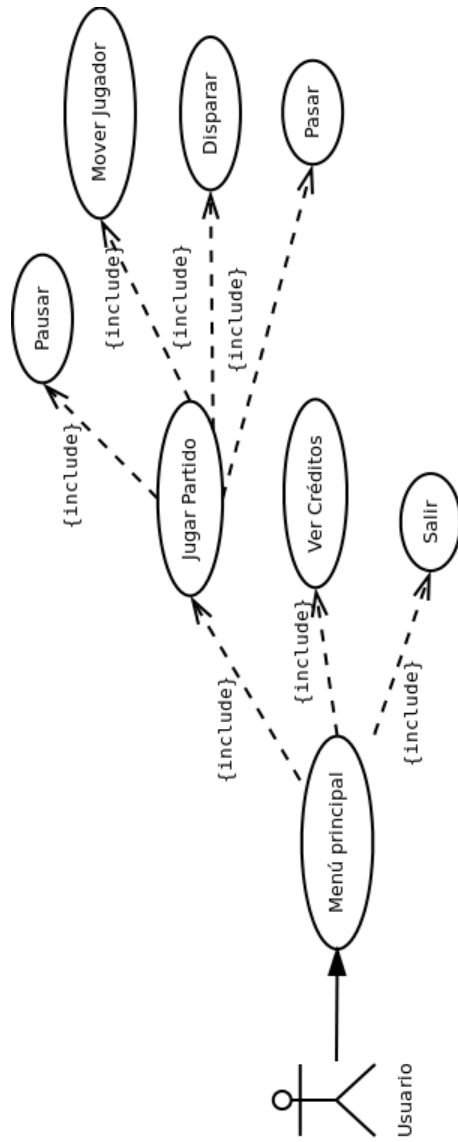 Usuario
Menú principal
{include}
{include}
{include}
Jugar Partido
Ver Créditos
Salir
{include}
{include}
{include}
{include}
Pausar
Mover Jugador
Disparar
Pasar